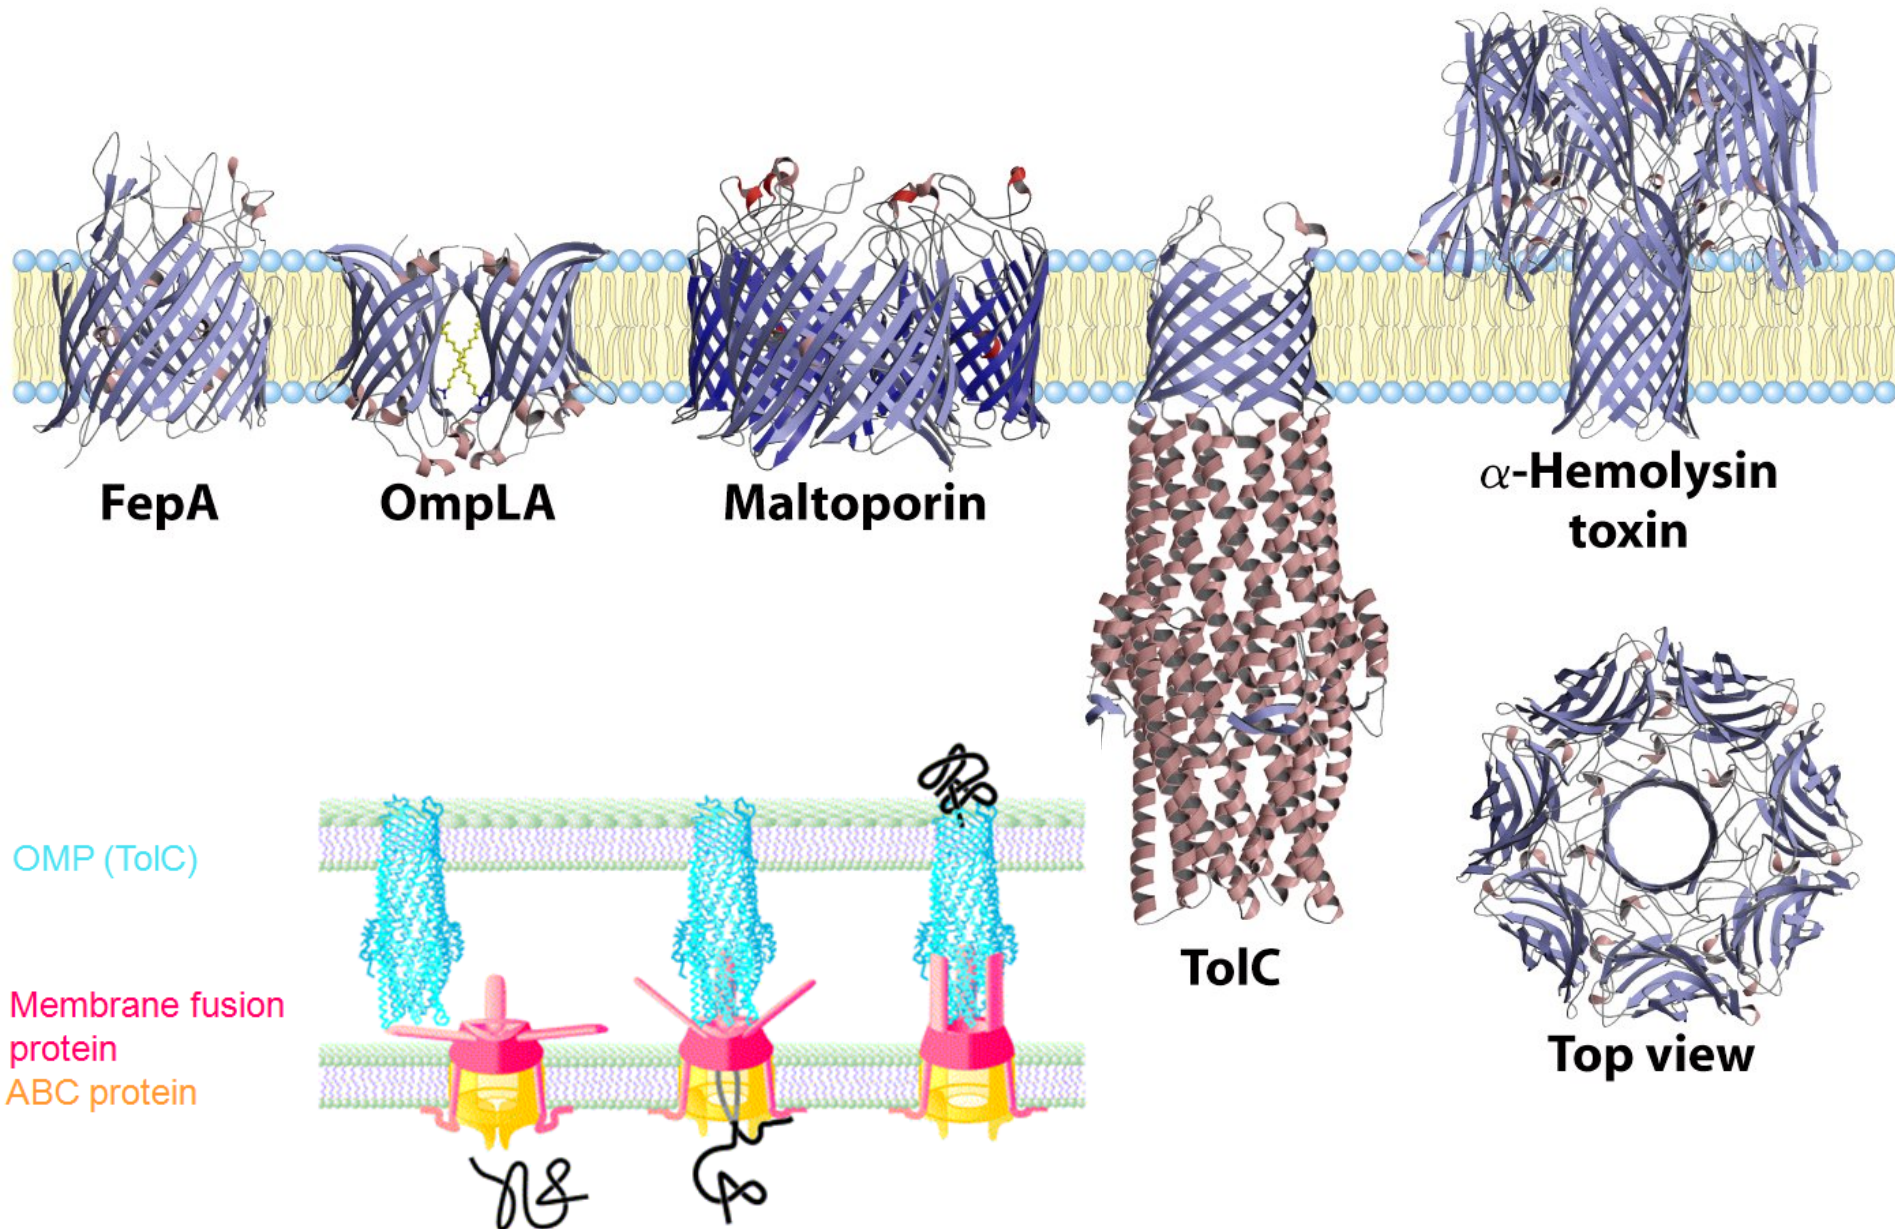 FepA
OmpLA
Maltoporin
α-Hemolysin
toxin
TolC
Top view
OMP (TolC)
Membrane fusion
protein
ABC protein